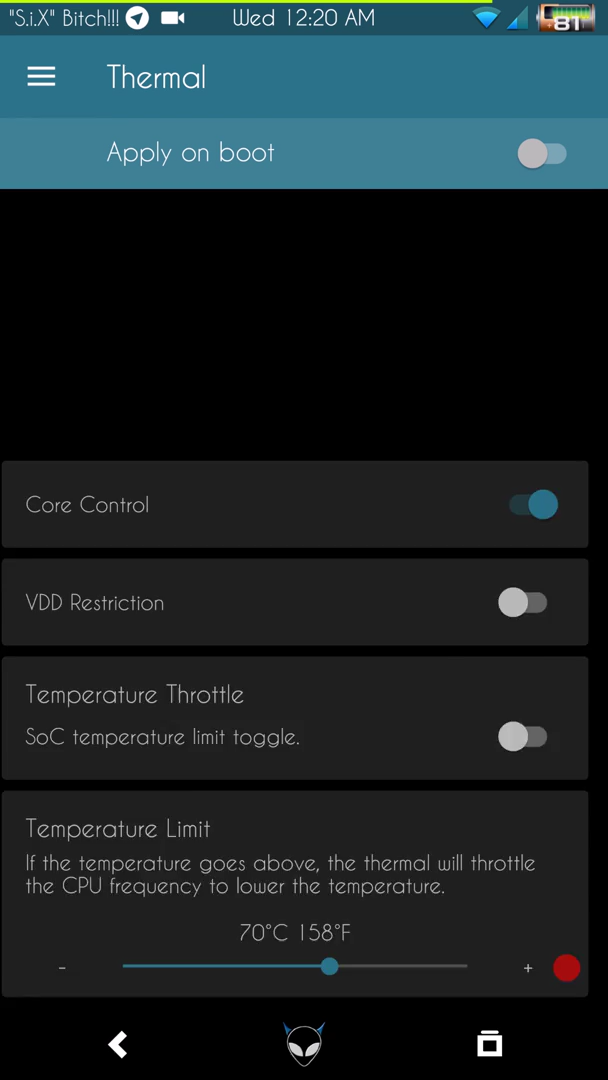 "S.i.X" Bitch!!! Wed 12:20 AM 81
Thermal
Apply on boot
Core Control
VDD Restriction
Temperature Throttle
SoC temperature limit toggle.
Temperature Limit
If the temperature goes above, the thermal will throttle
the CPU frequency to lower the temperature.
70°C 158°F
- +